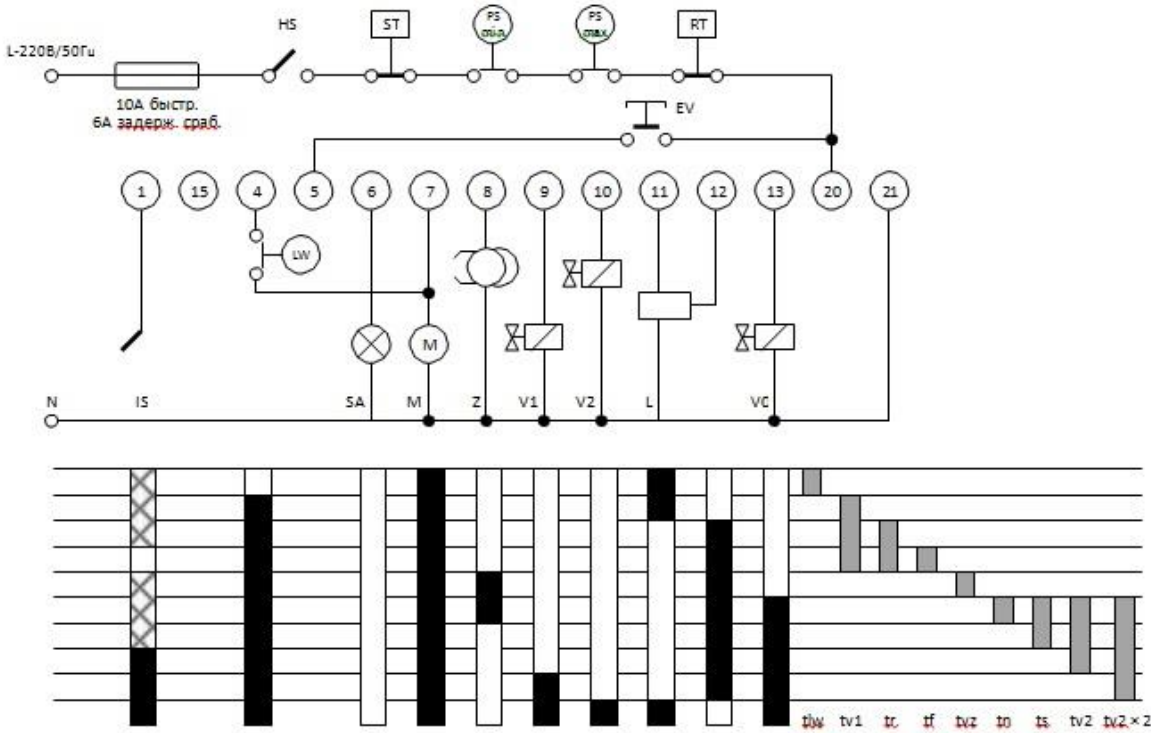 L-220В/50Гц
HS
ST
PS
min
PS
max
RT
10А быстр.
6А задерж. сраб.
EV
1
15
4
5
6
7
8
9
10
11
12
13
20
21
LW
M
N
IS
SA
M
Z
V1
V2
L
VC
tlw
tv1
tr
tf
tvz
tn
ts
tv2
tv2 × 2